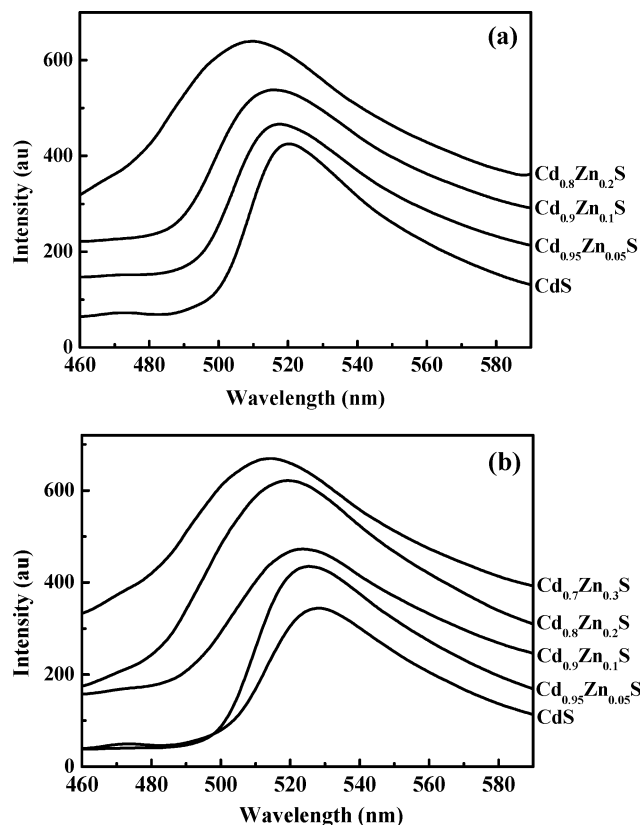 (a)
600
400
200
0
Intensity (au)
Cd0.8Zn0.2S
Cd0.9Zn0.1S
Cd0.95Zn0.05S
CdS
460 480 500 520 540 560 580
Wavelength (nm)
(b)
600
400
200
0
Intensity (au)
Cd0.7Zn0.3S
Cd0.8Zn0.2S
Cd0.9Zn0.1S
Cd0.95Zn0.05S
CdS
460 480 500 520 540 560 580
Wavelength (nm)